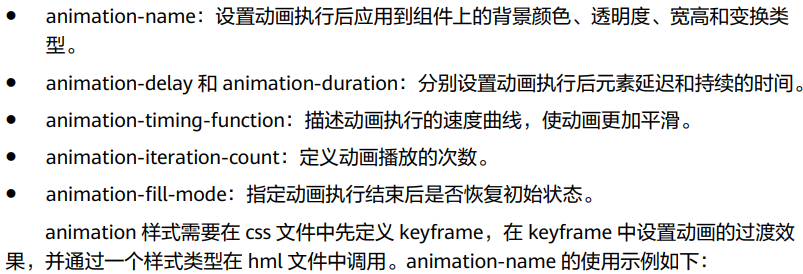 ● animation-name：设置动画执行后应用到组件上的背景颜色、透明度、宽高和变换类
型。
● animation-delay 和 animation-duration：分别设置动画执行后元素延迟和持续的时间。
● animation-timing-function：描述动画执行的速度曲线，使动画更加平滑。
● animation-iteration-count：定义动画播放的次数。
● animation-fill-mode：指定动画执行结束后是否恢复初始状态。
animation 样式需要在 css 文件中先定义 keyframe，在 keyframe 中设置动画的过渡效
果，并通过一个样式类型在 hml 文件中调用。animation-name 的使用示例如下：